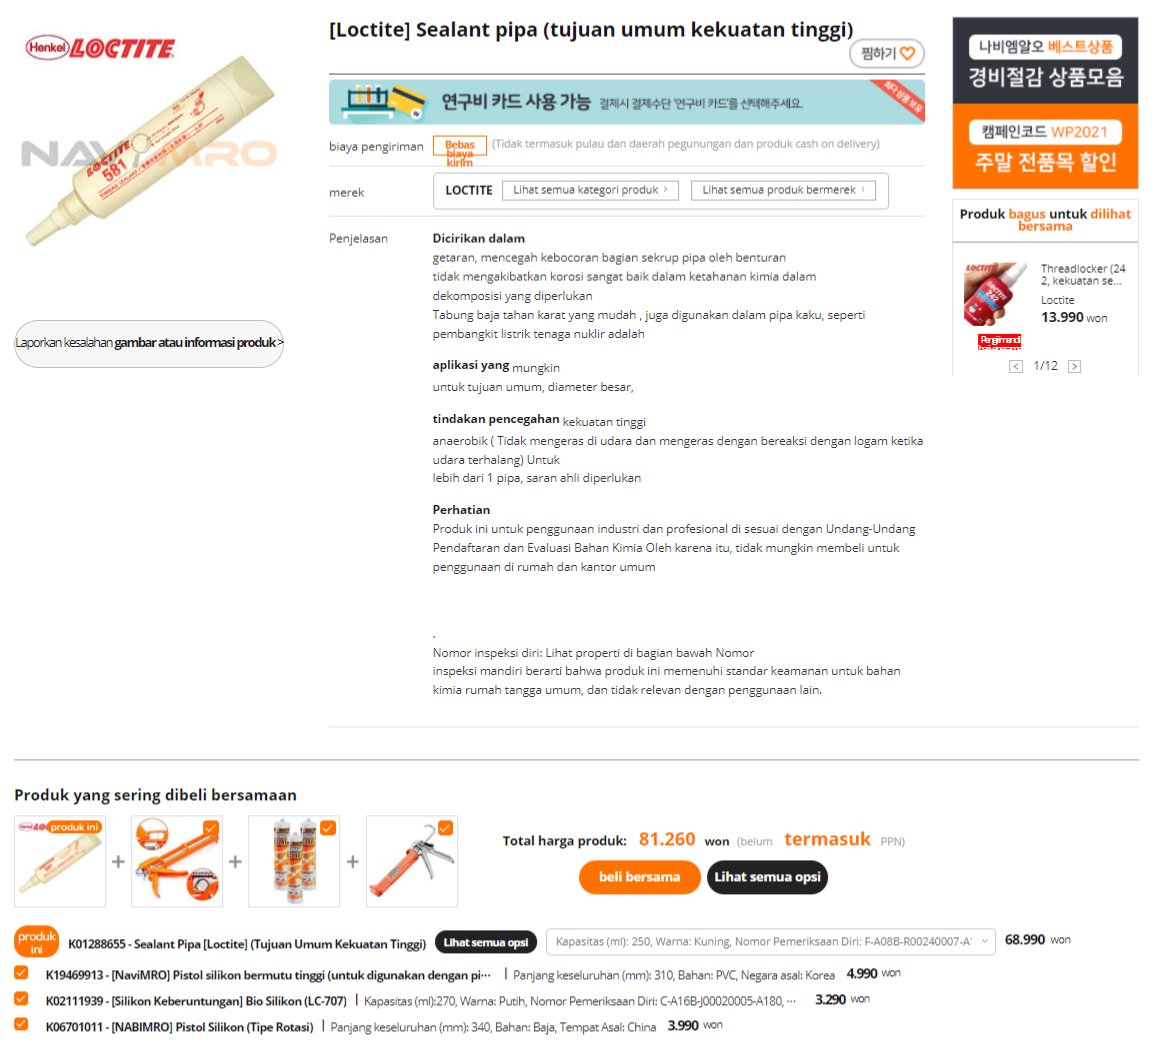 [Loctite] Sealant pipa (tujuan umum kekuatan tinggi)
찜하기
Henkel LOCTITE
NAVIMRO
LOCTITE
581
THREAD SEALANT
연구비 카드 사용 가능 결제시 결제수단 '연구비 카드'를 선택해주세요.
최다 상품 보유
biaya pengiriman
Bebas biaya kirim
(Tidak termasuk pulau dan daerah pegunungan dan produk cash on delivery)
merek
LOCTITE
Lihat semua kategori produk
Lihat semua produk bermerek
Penjelasan
Dicirikan dalam
getaran, mencegah kebocoran bagian sekrup pipa oleh benturan
tidak mengakibatkan korosi sangat baik dalam ketahanan kimia dalam
dekomposisi yang diperlukan
Tabung baja tahan karat yang mudah , juga digunakan dalam pipa kaku, seperti
pembangkit listrik tenaga nuklir adalah
aplikasi yang mungkin
untuk tujuan umum, diameter besar,
tindakan pencegahan kekuatan tinggi
anaerobik ( Tidak mengeras di udara dan mengeras dengan bereaksi dengan logam ketika
udara terhalang) Untuk
lebih dari 1 pipa, saran ahli diperlukan
Perhatian
Produk ini untuk penggunaan industri dan profesional di sesuai dengan Undang-Undang
Pendaftaran dan Evaluasi Bahan Kimia Oleh karena itu, tidak mungkin membeli untuk
penggunaan di rumah dan kantor umum
.
Nomor inspeksi diri: Lihat properti di bagian bawah Nomor
inspeksi mandiri berarti bahwa produk ini memenuhi standar keamanan untuk bahan
kimia rumah tangga umum, dan tidak relevan dengan penggunaan lain.
Laporkan kesalahan gambar atau informasi produk >
나비엠알오 베스트상품
경비절감 상품모음
캠페인코드 WP2021
주말 전품목 할인
Produk bagus untuk dilihat
bersama
LOCTITE
242
Threadlocker (24
2, kekuatan se...
Loctite
13.990 won
< 1/12 >
Produk yang sering dibeli bersamaan
produk ini
+
+
+
Total harga produk: 81.260 won (belum termasuk PPN)
beli bersama
Lihat semua opsi
produk ini
K01288655 - Sealant Pipa [Loctite] (Tujuan Umum Kekuatan Tinggi) Lihat semua opsi Kapasitas (ml): 250, Warna: Kuning, Nomor Pemeriksaan Diri: F-A08B-R00240007-A' 68.990 won
K19469913 - [NaviMRO] Pistol silikon bermutu tinggi (untuk digunakan dengan pi··· | Panjang keseluruhan (mm): 310, Bahan: PVC, Negara asal: Korea 4.990 won
K02111939 - [Silikon Keberuntungan] Bio Silikon (LC-707) | Kapasitas (ml):270, Warna: Putih, Nomor Pemeriksaan Diri: C-A16B-J00020005-A180, ··· 3.290 won
K06701011 - [NABIMRO] Pistol Silikon (Tipe Rotasi) | Panjang keseluruhan (mm): 340, Bahan: Baja, Tempat Asal: China 3.990 won